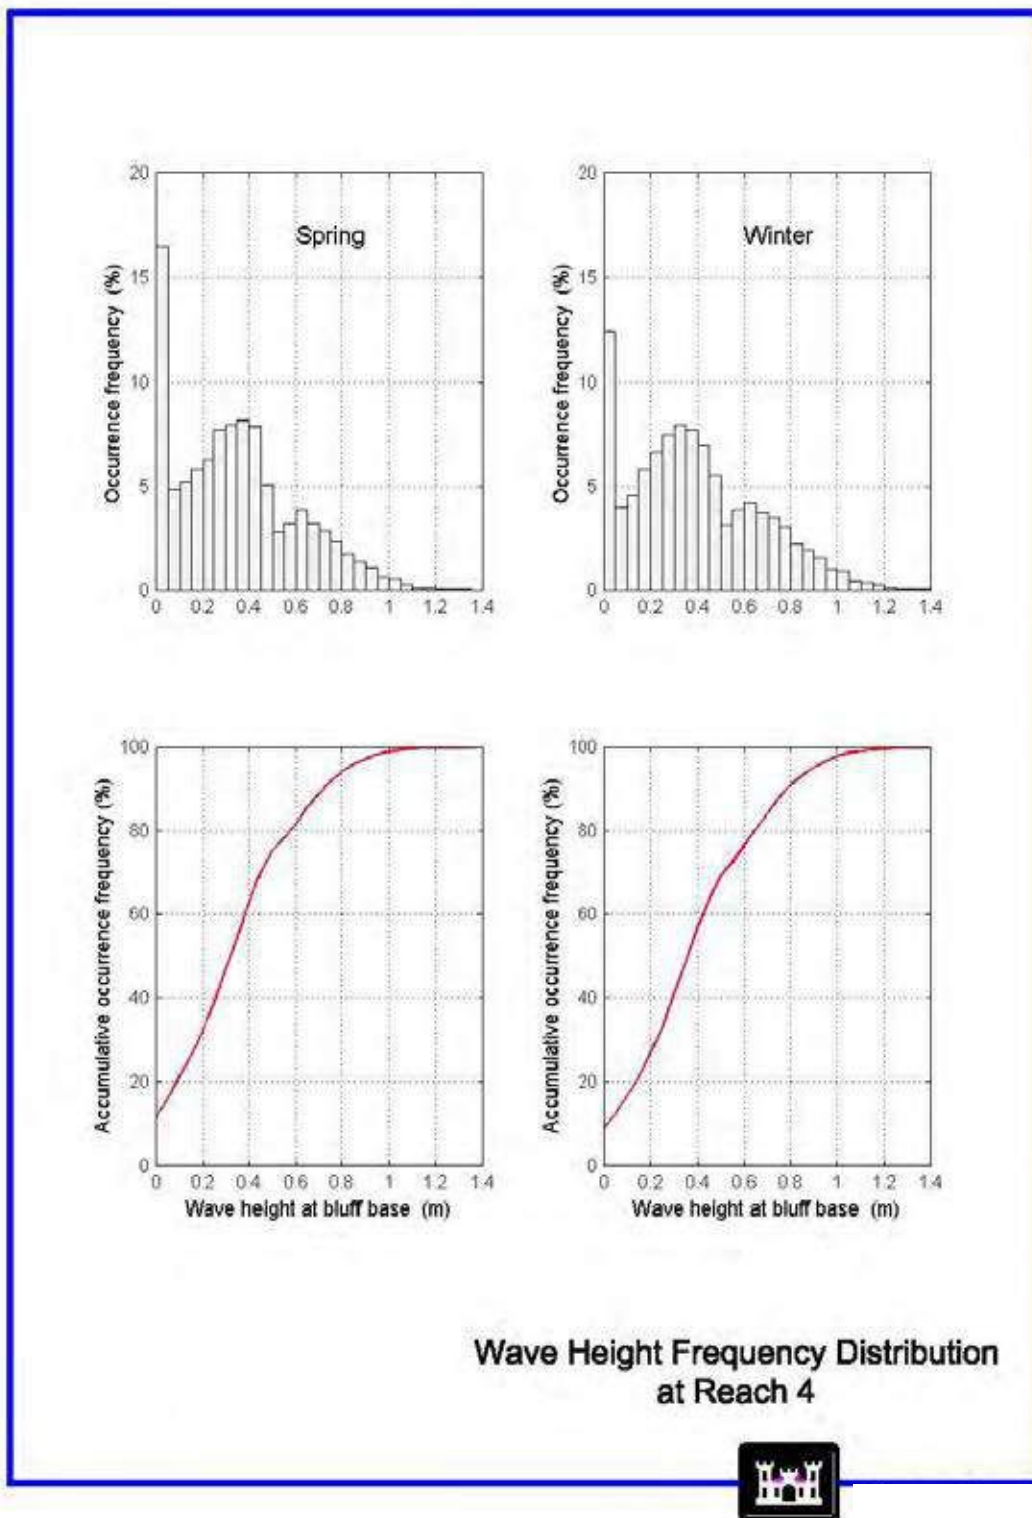 20
15
10
5
0
Occurrence frequency (%)
Spring
0 0.2 0.4 0.6 0.8 1 1.2 1.4
20
15
10
5
0
Occurrence frequency (%)
Winter
0 0.2 0.4 0.6 0.8 1 1.2 1.4
100
80
60
40
20
0
Accumulative occurrence frequency (%)
0 0.2 0.4 0.6 0.8 1 1.2 1.4
Wave height at bluff base (m)
100
80
60
40
20
0
Accumulative occurrence frequency (%)
0 0.2 0.4 0.6 0.8 1 1.2 1.4
Wave height at bluff base (m)
Wave Height Frequency Distribution
at Reach 4